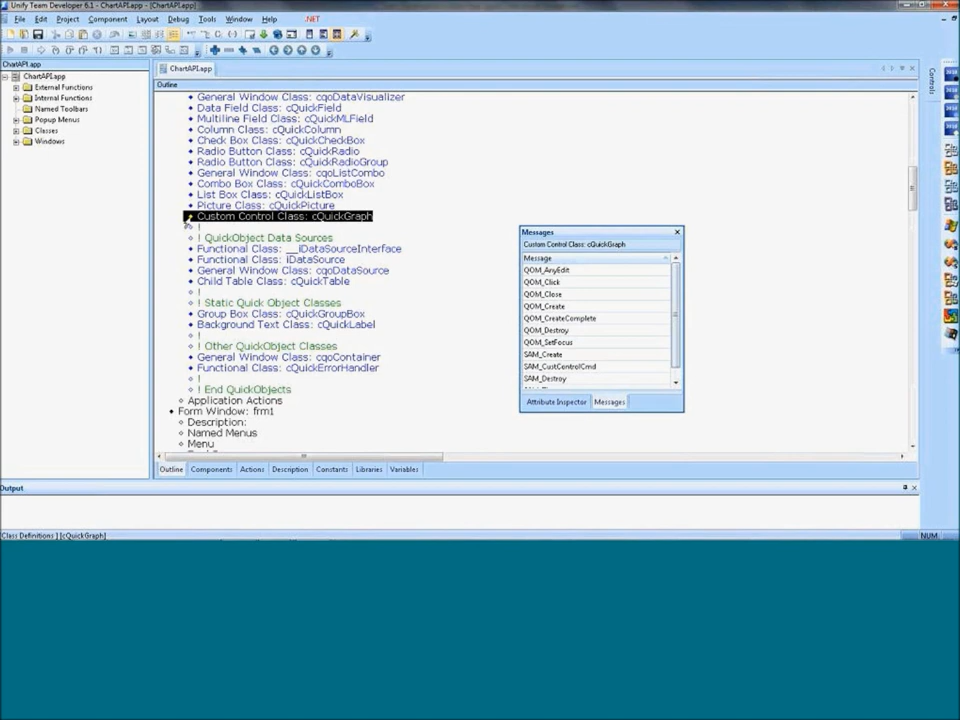 Unify Team Developer 6.1 - ChartAPI.app - [ChartAPI.app]
File Edit Project Component Layout Debug Tools Window Help .NET
ChartAPI.app
ChartAPI.app
External Functions
Internal Functions
Named Toolbars
Popup Menus
Classes
Windows
ChartAPI.app
Outline
General Window Class: cqoDataVisualizer
Data Field Class: cQuickField
Multiline Field Class: cQuickMLField
Column Class: cQuickColumn
Check Box Class: cQuickCheckBox
Radio Button Class: cQuickRadio
Radio Button Class: cQuickRadioGroup
General Window Class: cqoListCombo
Combo Box Class: cQuickComboBox
List Box Class: cQuickListBox
Picture Class: cQuickPicture
Custom Control Class: cQuickGraph
!
! QuickObject Data Sources
Functional Class: __iDataSourceInterface
Functional Class: iDataSource
General Window Class: cqoDataSource
Child Table Class: cQuickTable
!
! Static Quick Object Classes
Group Box Class: cQuickGroupBox
Background Text Class: cQuickLabel
!
! Other QuickObject Classes
General Window Class: cqoContainer
Functional Class: cQuickErrorHandler
!
! End QuickObjects
Application Actions
Form Window: frm1
Description:
Named Menus
Menu
Messages
Custom Control Class: cQuickGraph
Message
QOM_AnyEdit
QOM_Click
QOM_Close
QOM_Create
QOM_CreateComplete
QOM_Destroy
QOM_SetFocus
SAM_Create
SAM_CustControlCmd
SAM_Destroy
Attribute Inspector Messages
Controls
Outline Components Actions Description Constants Libraries Variables
Output
Class Definitions ] [cQuickGraph]
NUM